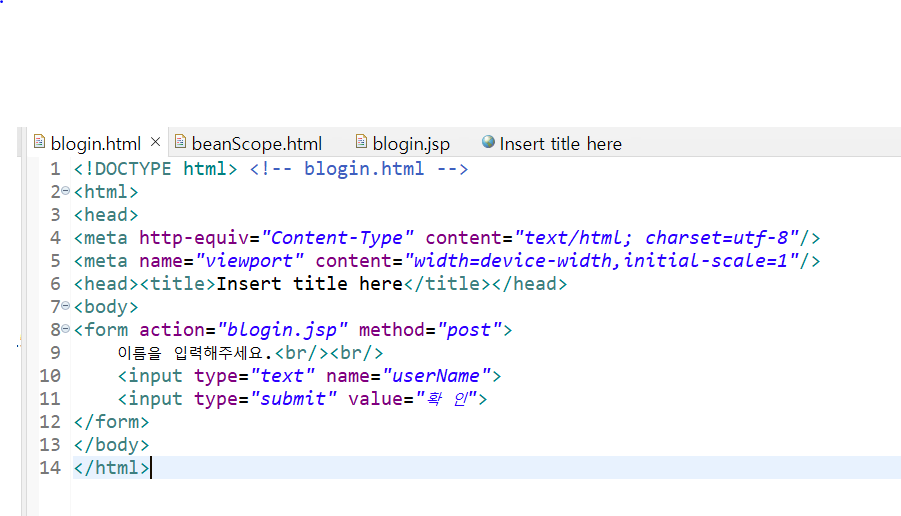 blogin.html beanScope.html blogin.jsp Insert title here
1 <!DOCTYPE html> <!-- blogin.html -->
2 <html>
3 <head>
4 <meta http-equiv="Content-Type" content="text/html; charset=utf-8"/>
5 <meta name="viewport" content="width=device-width,initial-scale=1"/>
6 <head><title>Insert title here</title></head>
7 <body>
8 <form action="blogin.jsp" method="post">
9 이름을 입력해주세요.<br/><br/>
10 <input type="text" name="userName">
11 <input type="submit" value="확 인">
12 </form>
13 </body>
14 </html>